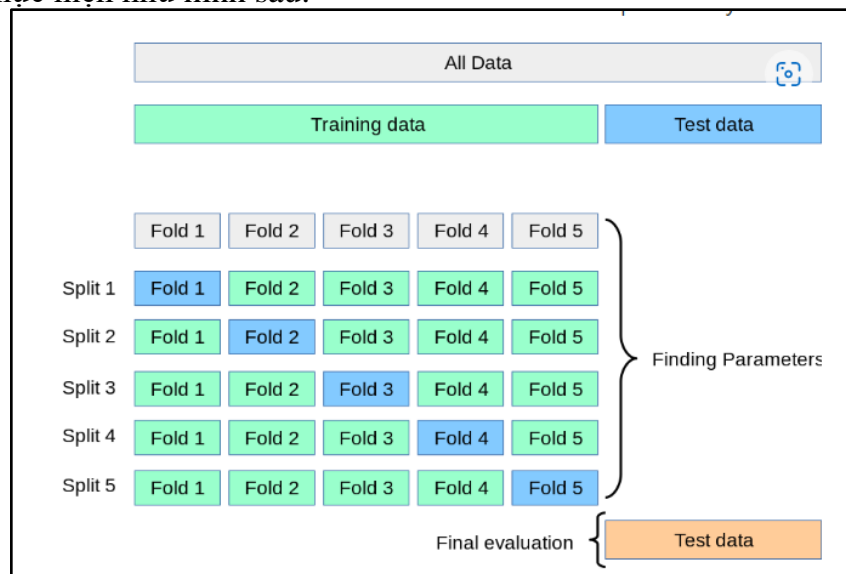 hiện như hình sau:
All Data
Training data Test data
Fold 1 Fold 2 Fold 3 Fold 4 Fold 5
Split 1 Fold 1 Fold 2 Fold 3 Fold 4 Fold 5
Split 2 Fold 1 Fold 2 Fold 3 Fold 4 Fold 5
Finding Parameters
Split 3 Fold 1 Fold 2 Fold 3 Fold 4 Fold 5
Split 4 Fold 1 Fold 2 Fold 3 Fold 4 Fold 5
Split 5 Fold 1 Fold 2 Fold 3 Fold 4 Fold 5
Final evaluation Test data